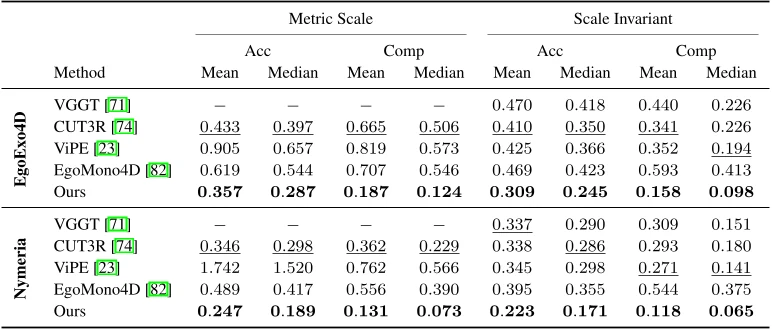 Metric Scale Scale Invariant
Acc Comp Acc Comp
Method Mean Median Mean Median Mean Median Mean Median
EgoExo4D
VGGT [71] − − − − 0.470 0.418 0.440 0.226
CUT3R [74] 0.433 0.397 0.665 0.506 0.410 0.350 0.341 0.226
ViPE [23] 0.905 0.657 0.819 0.573 0.425 0.366 0.352 0.194
EgoMono4D [82] 0.619 0.544 0.707 0.546 0.469 0.423 0.593 0.413
Ours 0.357 0.287 0.187 0.124 0.309 0.245 0.158 0.098
Nymeria
VGGT [71] − − − − 0.337 0.290 0.309 0.151
CUT3R [74] 0.346 0.298 0.362 0.229 0.338 0.286 0.293 0.180
ViPE [23] 1.742 1.520 0.762 0.566 0.345 0.298 0.271 0.141
EgoMono4D [82] 0.489 0.417 0.556 0.390 0.395 0.355 0.544 0.375
Ours 0.247 0.189 0.131 0.073 0.223 0.171 0.118 0.065